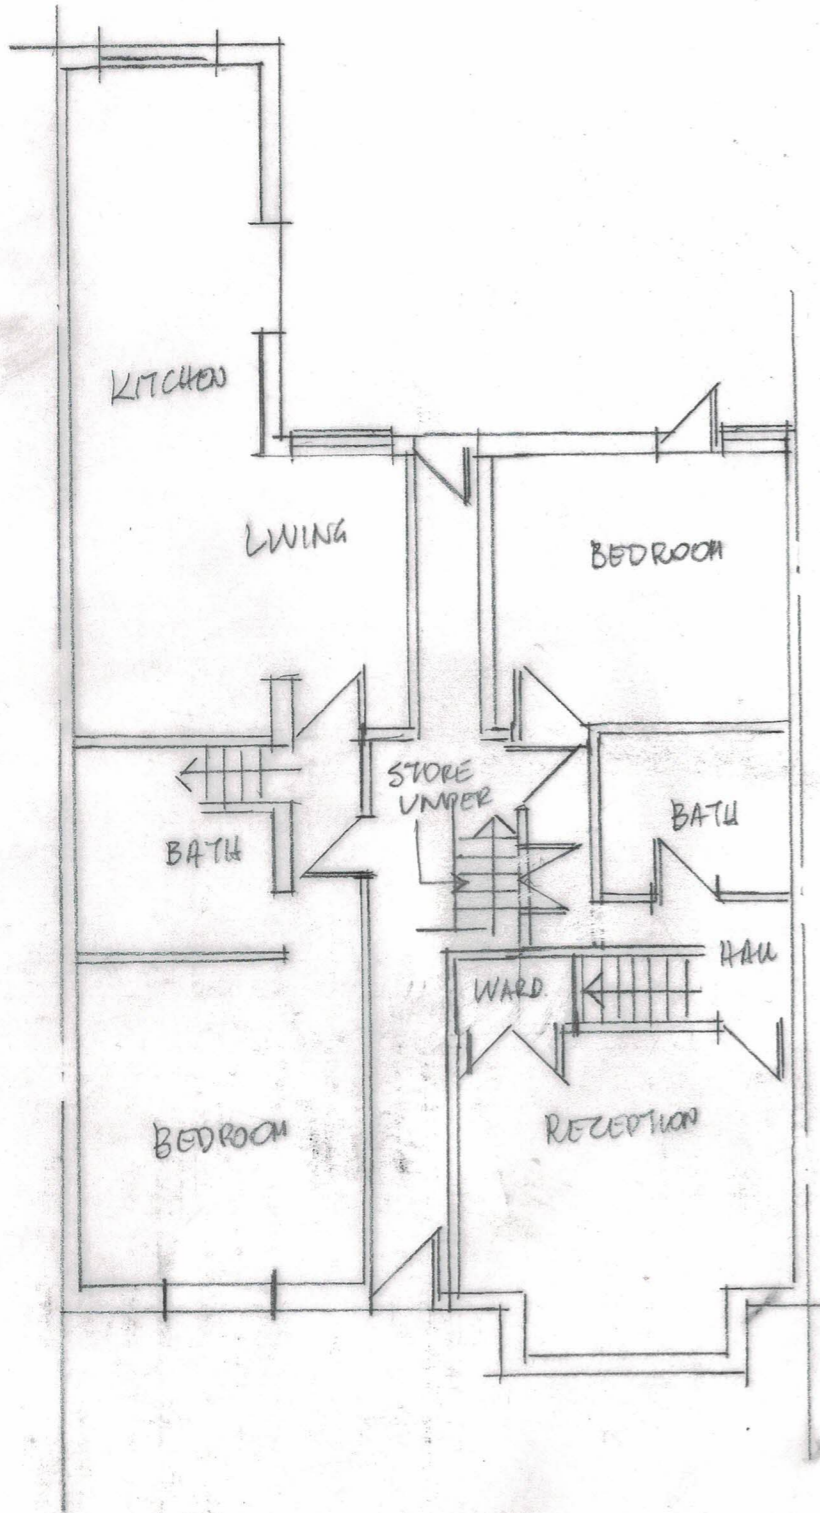 KITCHEN
LIVING
BEDROOM
STORE
UNDER
BATH
BATH
HALL
WARD.
BEDROOM
RECEPTION